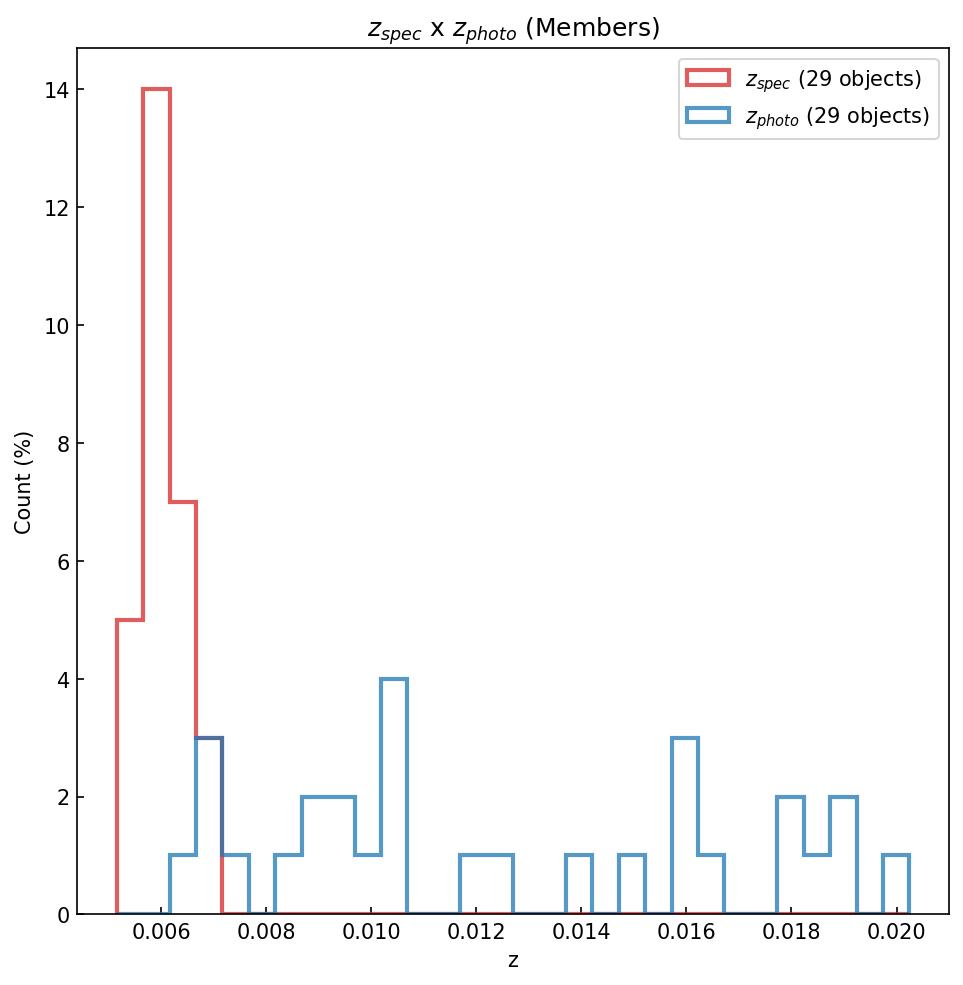 z_spec x z_photo (Members)
z_spec (29 objects)
z_photo (29 objects)
Count (%)
14
12
10
8
6
4
2
0
0.006 0.008 0.010 0.012 0.014 0.016 0.018 0.020
z